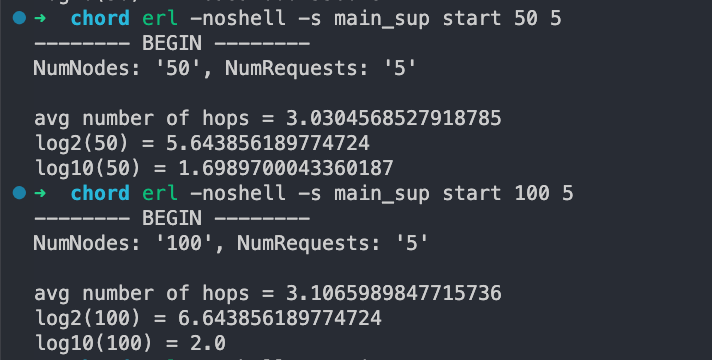 ➜ chord erl -noshell -s main_sup start 50 5
-------- BEGIN --------
NumNodes: '50', NumRequests: '5'
avg number of hops = 3.0304568527918785
log2(50) = 5.643856189774724
log10(50) = 1.6989700043360187
➜ chord erl -noshell -s main_sup start 100 5
-------- BEGIN --------
NumNodes: '100', NumRequests: '5'
avg number of hops = 3.1065989847715736
log2(100) = 6.643856189774724
log10(100) = 2.0